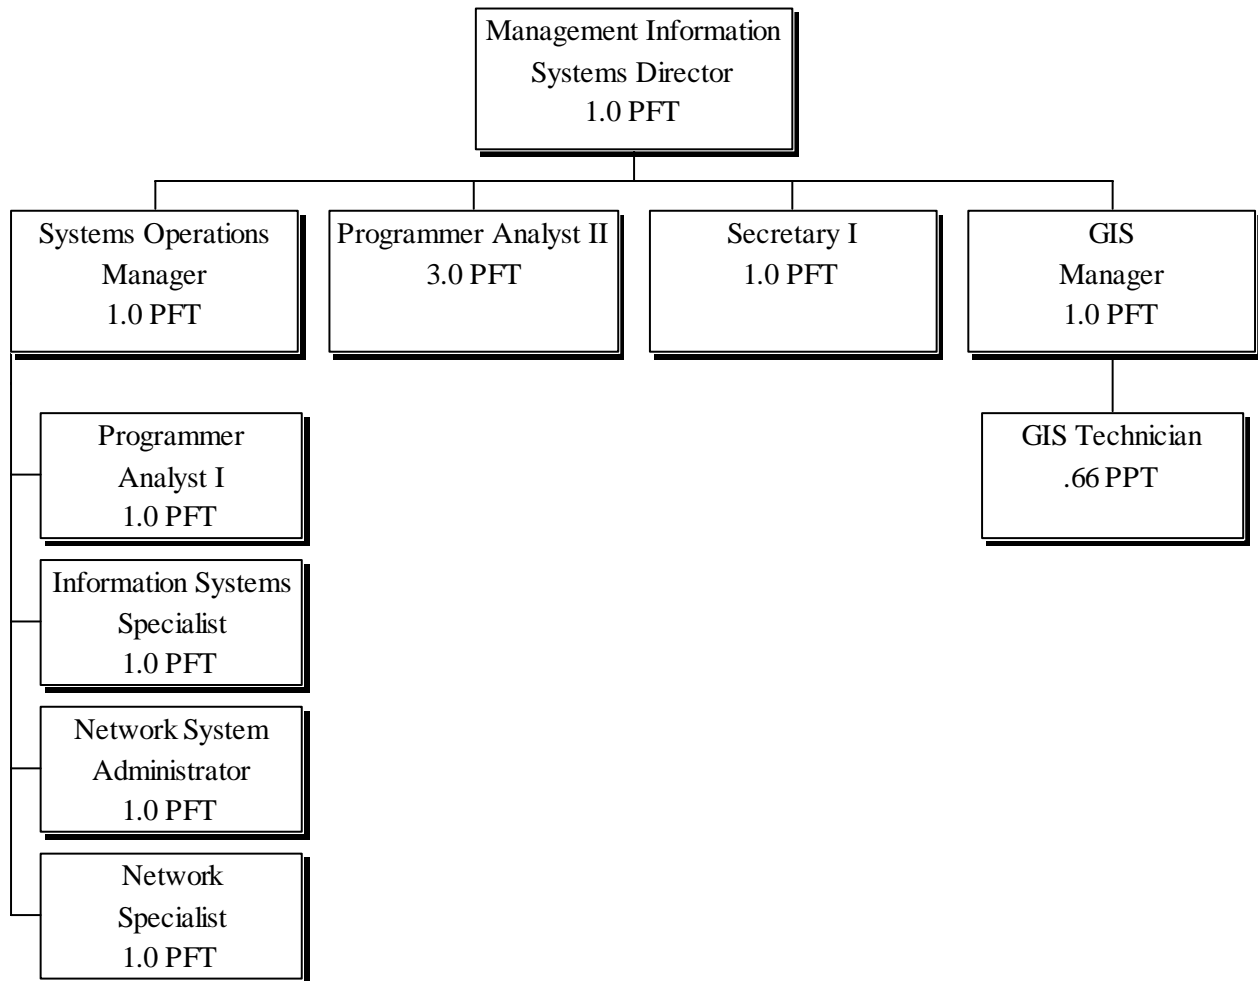 Management Information
Systems Director
1.0 PFT
Systems Operations
Manager
1.0 PFT
Programmer Analyst II
3.0 PFT
Secretary I
1.0 PFT
GIS
Manager
1.0 PFT
Programmer
Analyst I
1.0 PFT
Information Systems
Specialist
1.0 PFT
Network System
Administrator
1.0 PFT
Network
Specialist
1.0 PFT
GIS Technician
.66 PPT